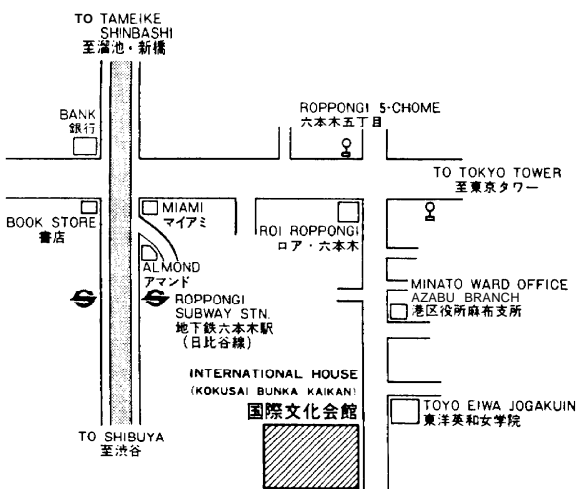 TO TAMEIKE
SHINBASHI
至溜池・新橋
BANK
銀行
ROPPONGI 5-CHOME
六本木五丁目
TO TOKYO TOWER
至東京タワー
BOOK STORE
書店
MIAMI
マイアミ
ROI ROPPONGI
ロア・六本木
ALMOND
アマンド
ROPPONGI
SUBWAY STN.
地下鉄六本木駅
(日比谷線)
MINATO WARD OFFICE
AZABU BRANCH
港区役所麻布支所
INTERNATIONAL HOUSE
(KOKUSAI BUNKA KAIKAN)
国際文化会館
TOYO EIWA JOGAKUIN
東洋英和女学院
TO SHIBUYA
至渋谷